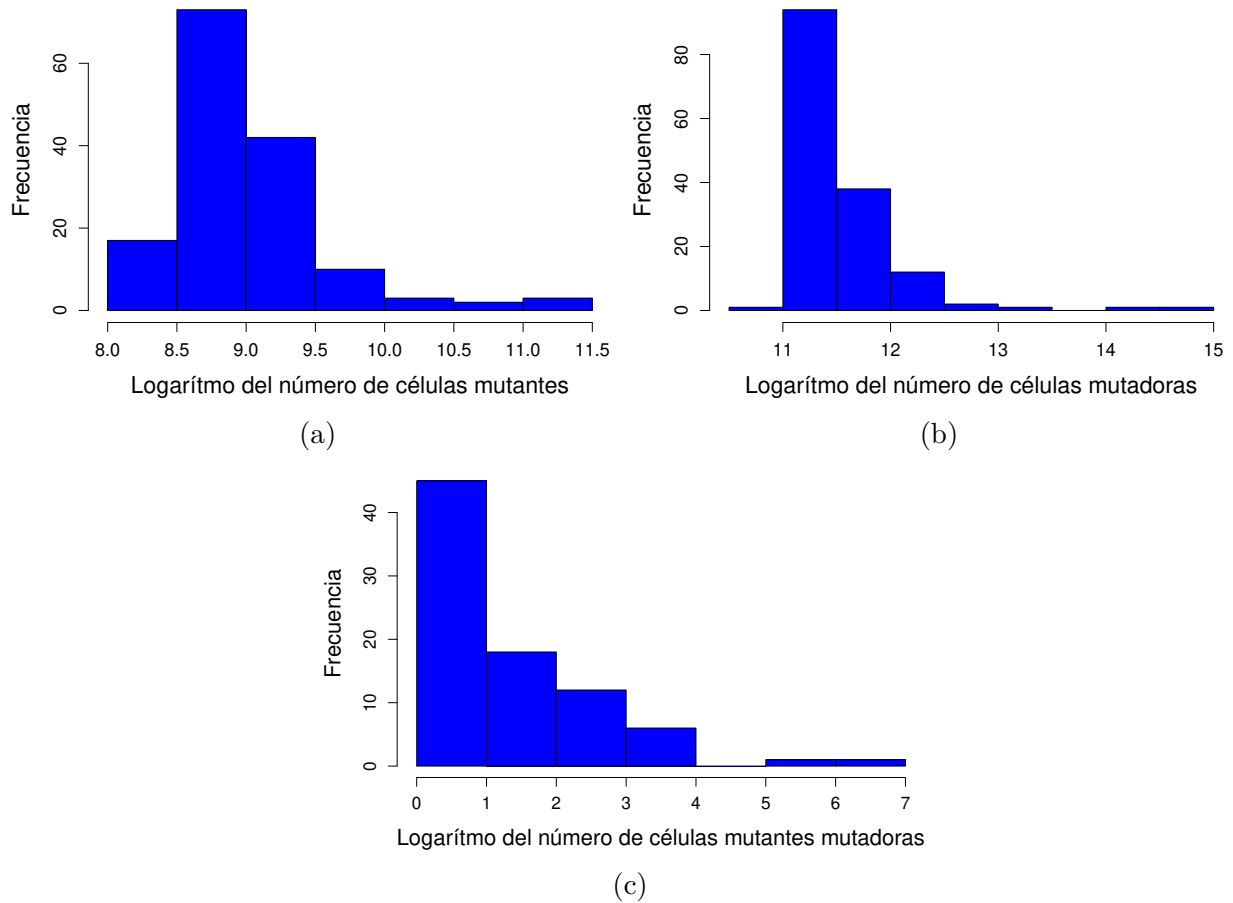 Frecuencia
0 20 40 60
8.0 8.5 9.0 9.5 10.0 10.5 11.0 11.5
Logarítmo del número de células mutantes
(a)
Frecuencia
0 20 40 60 80
11 12 13 14 15
Logarítmo del número de células mutadoras
(b)
Frecuencia
0 10 20 30 40
0 1 2 3 4 5 6 7
Logarítmo del número de células mutantes mutadoras
(c)